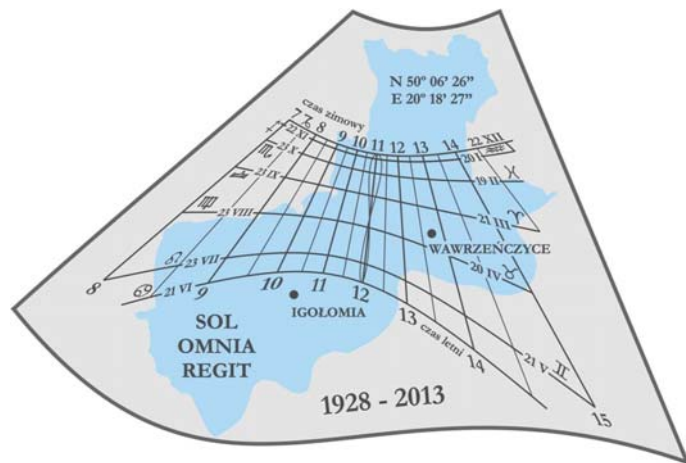 N 50° 06' 26"
E 20° 18' 27"
czas zimowy
7 8 9 10 11 12 13 14
22 XII
22 XI
20 I
23 X
19 II
23 IX
21 III
23 VIII
WAWRZEŃCZYCE
20 IV
23 VII
21 VI
8 9 10 11 12 13 14 15
IGOŁOMIA
czas letni
21 V
SOL
OMNIA
REGIT
1928 - 2013